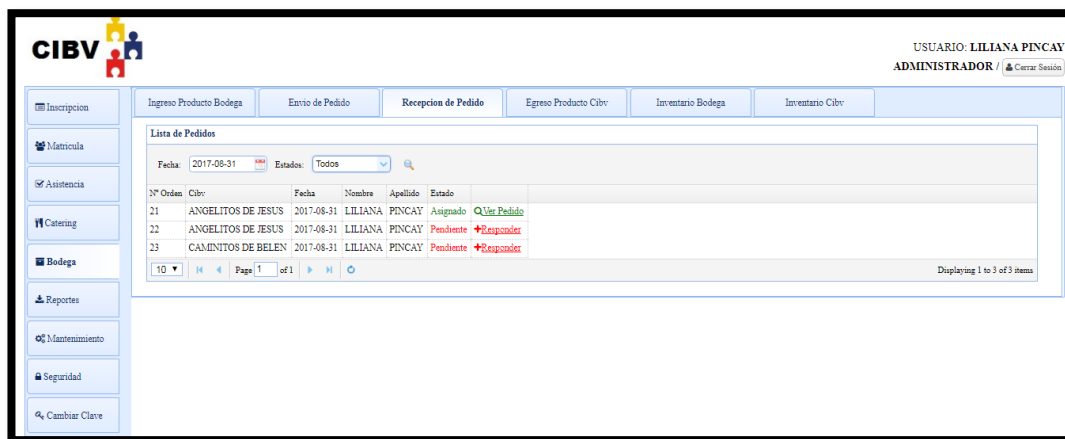 CIBV
USUARIO: LILIANA PINCAY
ADMINISTRADOR / Cerrar Sesión
Inscripcion
Matricula
Asistencia
Catering
Bodega
Reportes
Mantenimiento
Seguridad
Cambiar Clave
Ingreso Producto Bodega Envio de Pedido Recepcion de Pedido Egreso Producto Cibv Inventario Bodega Inventario Cibv
Lista de Pedidos
Fecha: 2017-08-31 Estados: Todos
N° Orden Cibv Fecha Nombre Apellido Estado
21 ANGELITOS DE JESUS 2017-08-31 LILIANA PINCAY Asignado Ver Pedido
22 ANGELITOS DE JESUS 2017-08-31 LILIANA PINCAY Pendiente Responder
23 CAMINITOS DE BELEN 2017-08-31 LILIANA PINCAY Pendiente Responder
10 Page 1 of 1 Displaying 1 to 3 of 3 items